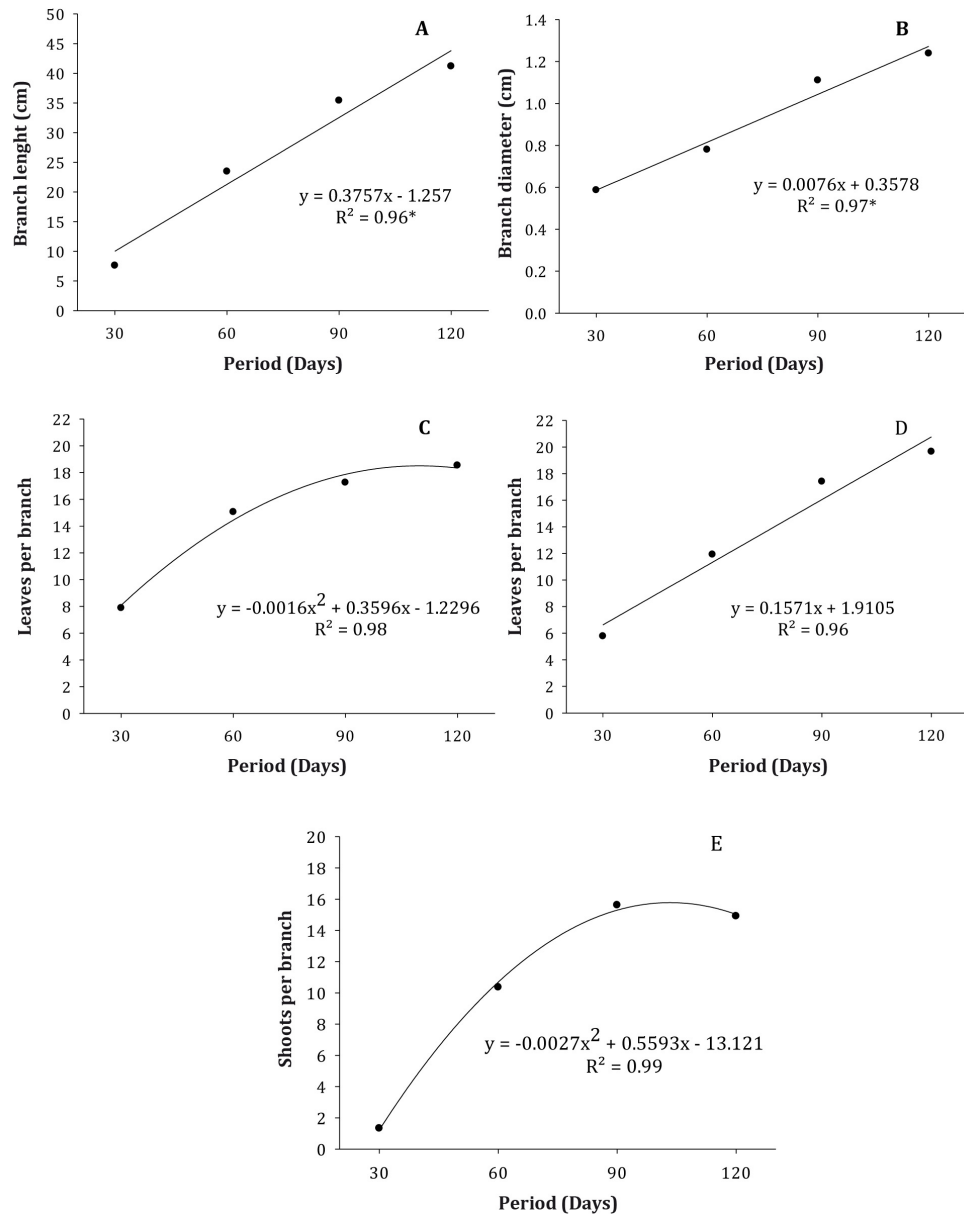 A
Branch lenght (cm)
50
45
40
35
30
25
20
15
10
5
0
y = 0.3757x - 1.257
R² = 0.96*
30 60 90 120
Period (Days)
B
Branch diameter (cm)
1.4
1.2
1.0
0.8
0.6
0.4
0.2
0.0
y = 0.0076x + 0.3578
R² = 0.97*
30 60 90 120
Period (Days)
C
Leaves per branch
22
20
18
16
14
12
10
8
6
4
2
0
y = -0.0016x² + 0.3596x - 1.2296
R² = 0.98
30 60 90 120
Period (Days)
D
Leaves per branch
22
20
18
16
14
12
10
8
6
4
2
0
y = 0.1571x + 1.9105
R² = 0.96
30 60 90 120
Period (Days)
E
Shoots per branch
20
18
16
14
12
10
8
6
4
2
0
y = -0.0027x² + 0.5593x - 13.121
R² = 0.99
30 60 90 120
Period (Days)